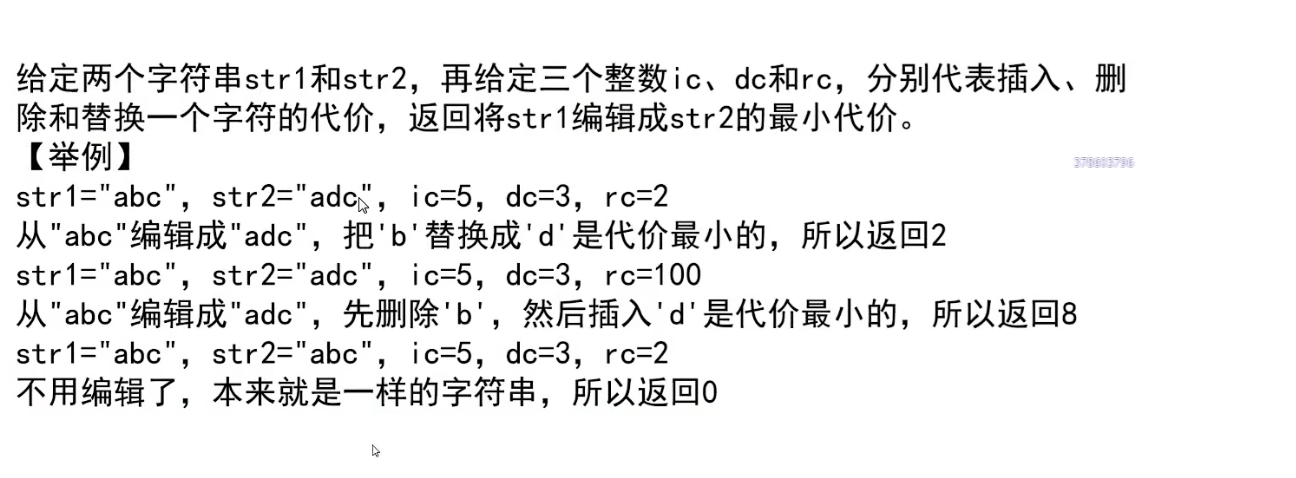 给定两个字符串str1和str2，再给定三个整数ic、dc和rc，分别代表插入、删
除和替换一个字符的代价，返回将str1编辑成str2的最小代价。
【举例】
str1="abc"，str2="adc"，ic=5，dc=3，rc=2
从"abc"编辑成"adc"，把'b'替换成'd'是代价最小的，所以返回2
str1="abc"，str2="adc"，ic=5，dc=3，rc=100
从"abc"编辑成"adc"，先删除'b'，然后插入'd'是代价最小的，所以返回8
str1="abc"，str2="abc"，ic=5，dc=3，rc=2
不用编辑了，本来就是一样的字符串，所以返回0